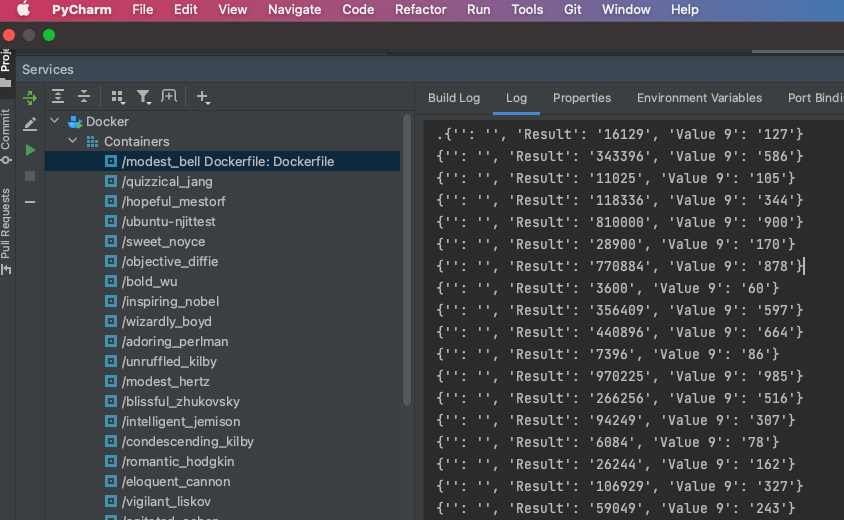 PyCharm File Edit View Navigate Code Refactor Run Tools Git Window Help
Services
Commit
Pull Requests
Docker
Containers
/modest_bell Dockerfile: Dockerfile
/quizzical_jang
/hopeful_mestorf
/ubuntu-njittest
/sweet_noyce
/objective_diffie
/bold_wu
/inspiring_nobel
/wizardly_boyd
/adoring_perlman
/unruffled_kilby
/modest_hertz
/blissful_zhukovsky
/intelligent_jemison
/condescending_kilby
/romantic_hodgkin
/eloquent_cannon
/vigilant_liskov
Build Log Log Properties Environment Variables Port Bindi
.{'': '', 'Result': '16129', 'Value 9': '127'}
{'': '', 'Result': '343396', 'Value 9': '586'}
{'': '', 'Result': '11025', 'Value 9': '105'}
{'': '', 'Result': '118336', 'Value 9': '344'}
{'': '', 'Result': '810000', 'Value 9': '900'}
{'': '', 'Result': '28900', 'Value 9': '170'}
{'': '', 'Result': '770884', 'Value 9': '878'}
{'': '', 'Result': '3600', 'Value 9': '60'}
{'': '', 'Result': '356409', 'Value 9': '597'}
{'': '', 'Result': '440896', 'Value 9': '664'}
{'': '', 'Result': '7396', 'Value 9': '86'}
{'': '', 'Result': '970225', 'Value 9': '985'}
{'': '', 'Result': '266256', 'Value 9': '516'}
{'': '', 'Result': '94249', 'Value 9': '307'}
{'': '', 'Result': '6084', 'Value 9': '78'}
{'': '', 'Result': '26244', 'Value 9': '162'}
{'': '', 'Result': '106929', 'Value 9': '327'}
{'': '', 'Result': '59049', 'Value 9': '243'}